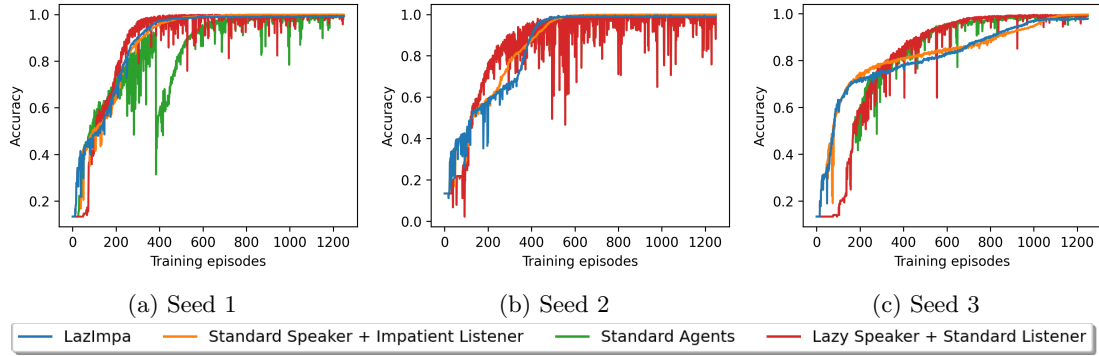 1.0
0.8
0.6
0.4
0.2
Accuracy
0 200 400 600 800 1000 1200
Training episodes
(a) Seed 1
1.0
0.8
0.6
0.4
0.2
0.0
Accuracy
0 200 400 600 800 1000 1200
Training episodes
(b) Seed 2
1.0
0.8
0.6
0.4
0.2
Accuracy
0 200 400 600 800 1000 1200
Training episodes
(c) Seed 3
LazImpa Standard Speaker + Impatient Listener Standard Agents Lazy Speaker + Standard Listener